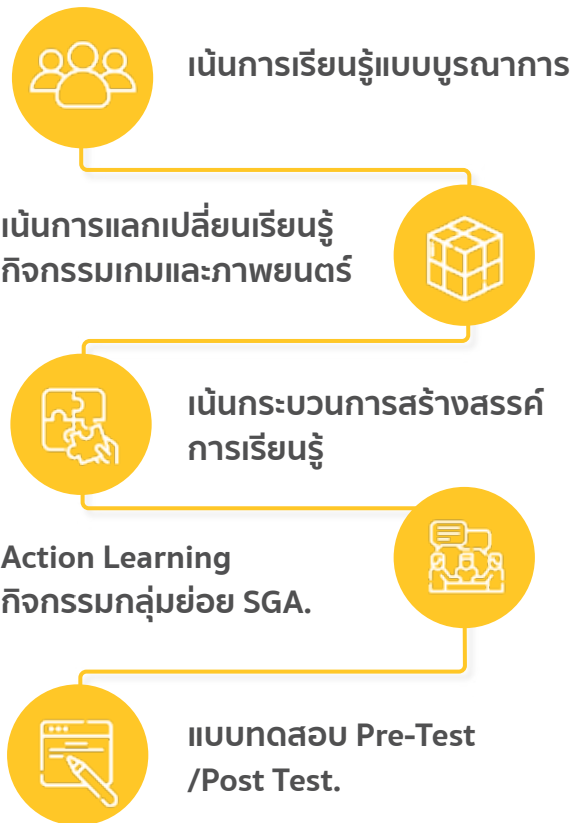 เน้นการเรียนรู้แบบบูรณาการ
เน้นการแลกเปลี่ยนเรียนรู้
กิจกรรมเกมและภาพยนตร์
เน้นกระบวนการสร้างสรรค์
การเรียนรู้
Action Learning
กิจกรรมกลุ่มย่อย SGA.
แบบทดสอบ Pre-Test
/Post Test.